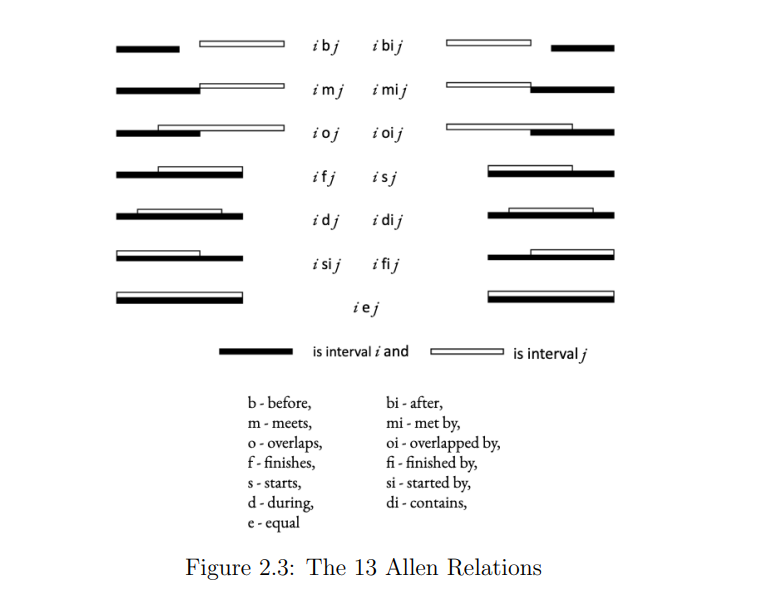 i b j i bi j
i m j i mi j
i o j i oi j
i f j i s j
i d j i di j
i si j i fi j
i e j
is interval i and is interval j
b - before, bi - after,
m - meets, mi - met by,
o - overlaps, oi - overlapped by,
f - finishes, fi - finished by,
s - starts, si - started by,
d - during, di - contains,
e - equal
Figure 2.3: The 13 Allen Relations